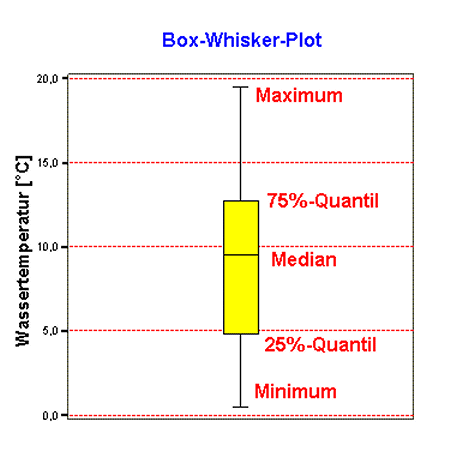 Box-Whisker-Plot
20,0
Maximum
15,0
75%-Quantil
10,0
Median
5,0
25%-Quantil
Minimum
0,0
Wassertemperatur [°C]